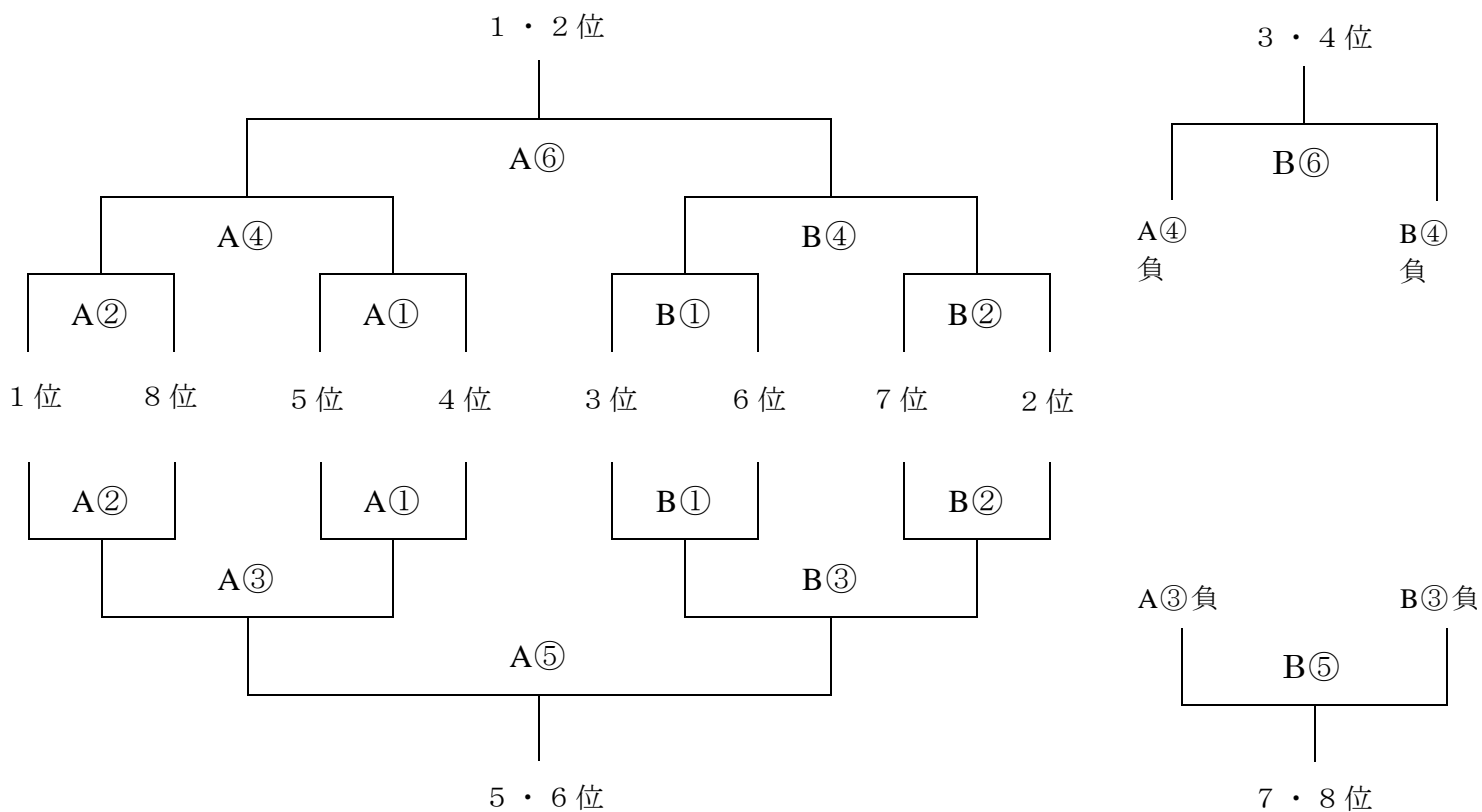 １・２位
３・４位
A⑥
B⑥
A④
B④
A④
負
B④
負
A②
A①
B①
B②
１位
８位
５位
４位
３位
６位
７位
２位
A②
A①
B①
B②
A③
B③
A③負
B③負
A⑤
B⑤
５・６位
７・８位